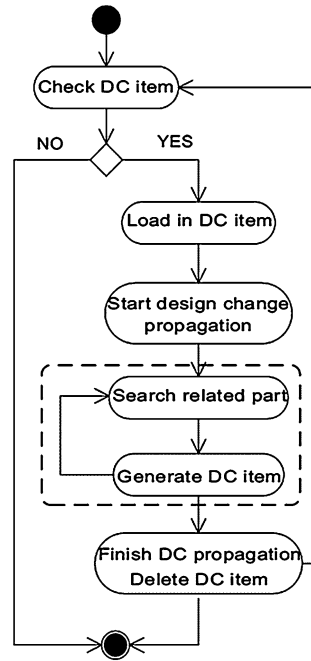 Check DC item
NO
YES
Load in DC item
Start design change
propagation
Search related part
Generate DC item
Finish DC propagation
Delete DC item